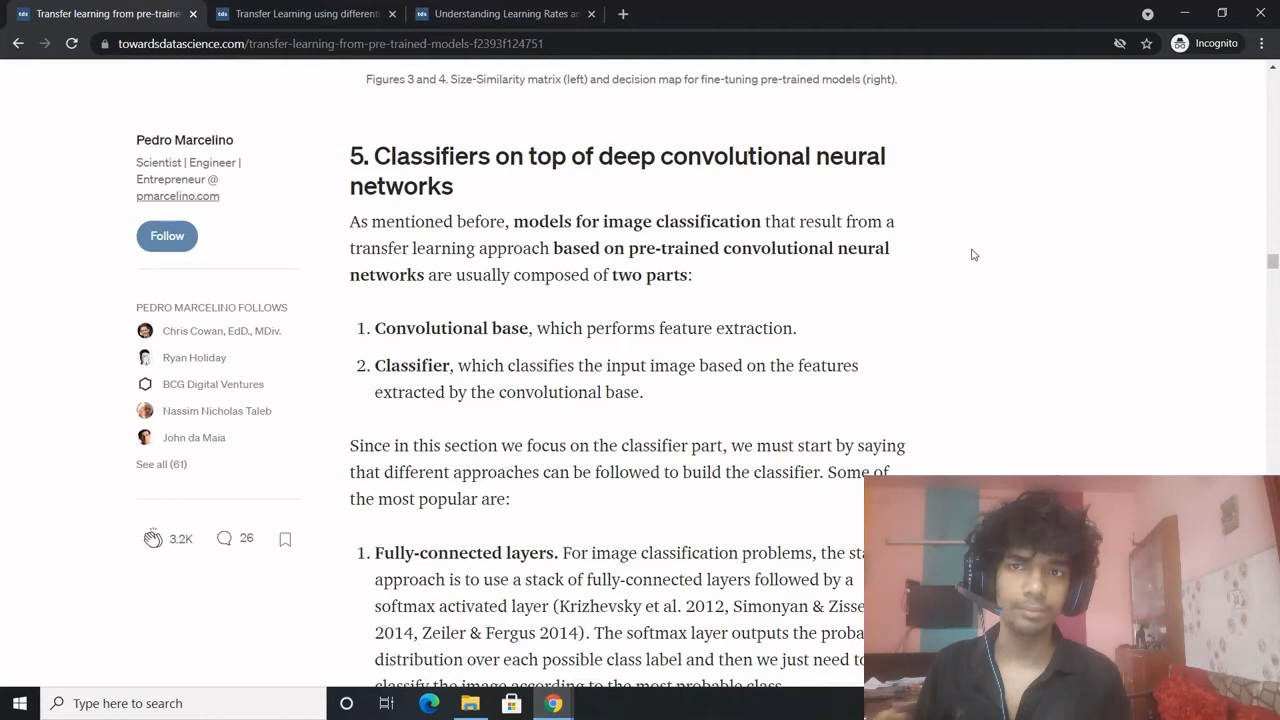 Transfer learning from pre-traine
Transfer Learning using different
Understanding Learning Rates an
towardsdatascience.com/transfer-learning-from-pre-trained-models-f2393f124751
Incognito
Figures 3 and 4. Size-Similarity matrix (left) and decision map for fine-tuning pre-trained models (right).
Pedro Marcelino
Scientist | Engineer |
Entrepreneur @
pmarcelino.com
Follow
PEDRO MARCELINO FOLLOWS
Chris Cowan, EdD., MDiv.
Ryan Holiday
BCG Digital Ventures
Nassim Nicholas Taleb
John da Maia
See all (61)
3.2K
26
5. Classifiers on top of deep convolutional neural
networks
As mentioned before, models for image classification that result from a
transfer learning approach based on pre-trained convolutional neural
networks are usually composed of two parts:
1. Convolutional base, which performs feature extraction.
2. Classifier, which classifies the input image based on the features
extracted by the convolutional base.
Since in this section we focus on the classifier part, we must start by saying
that different approaches can be followed to build the classifier. Some of
the most popular are:
1. Fully-connected layers. For image classification problems, the sta
approach is to use a stack of fully-connected layers followed by a
softmax activated layer (Krizhevsky et al. 2012, Simonyan & Zisse
2014, Zeiler & Fergus 2014). The softmax layer outputs the proba
distribution over each possible class label and then we just need to
classify the image according to the most probable class.
Type here to search